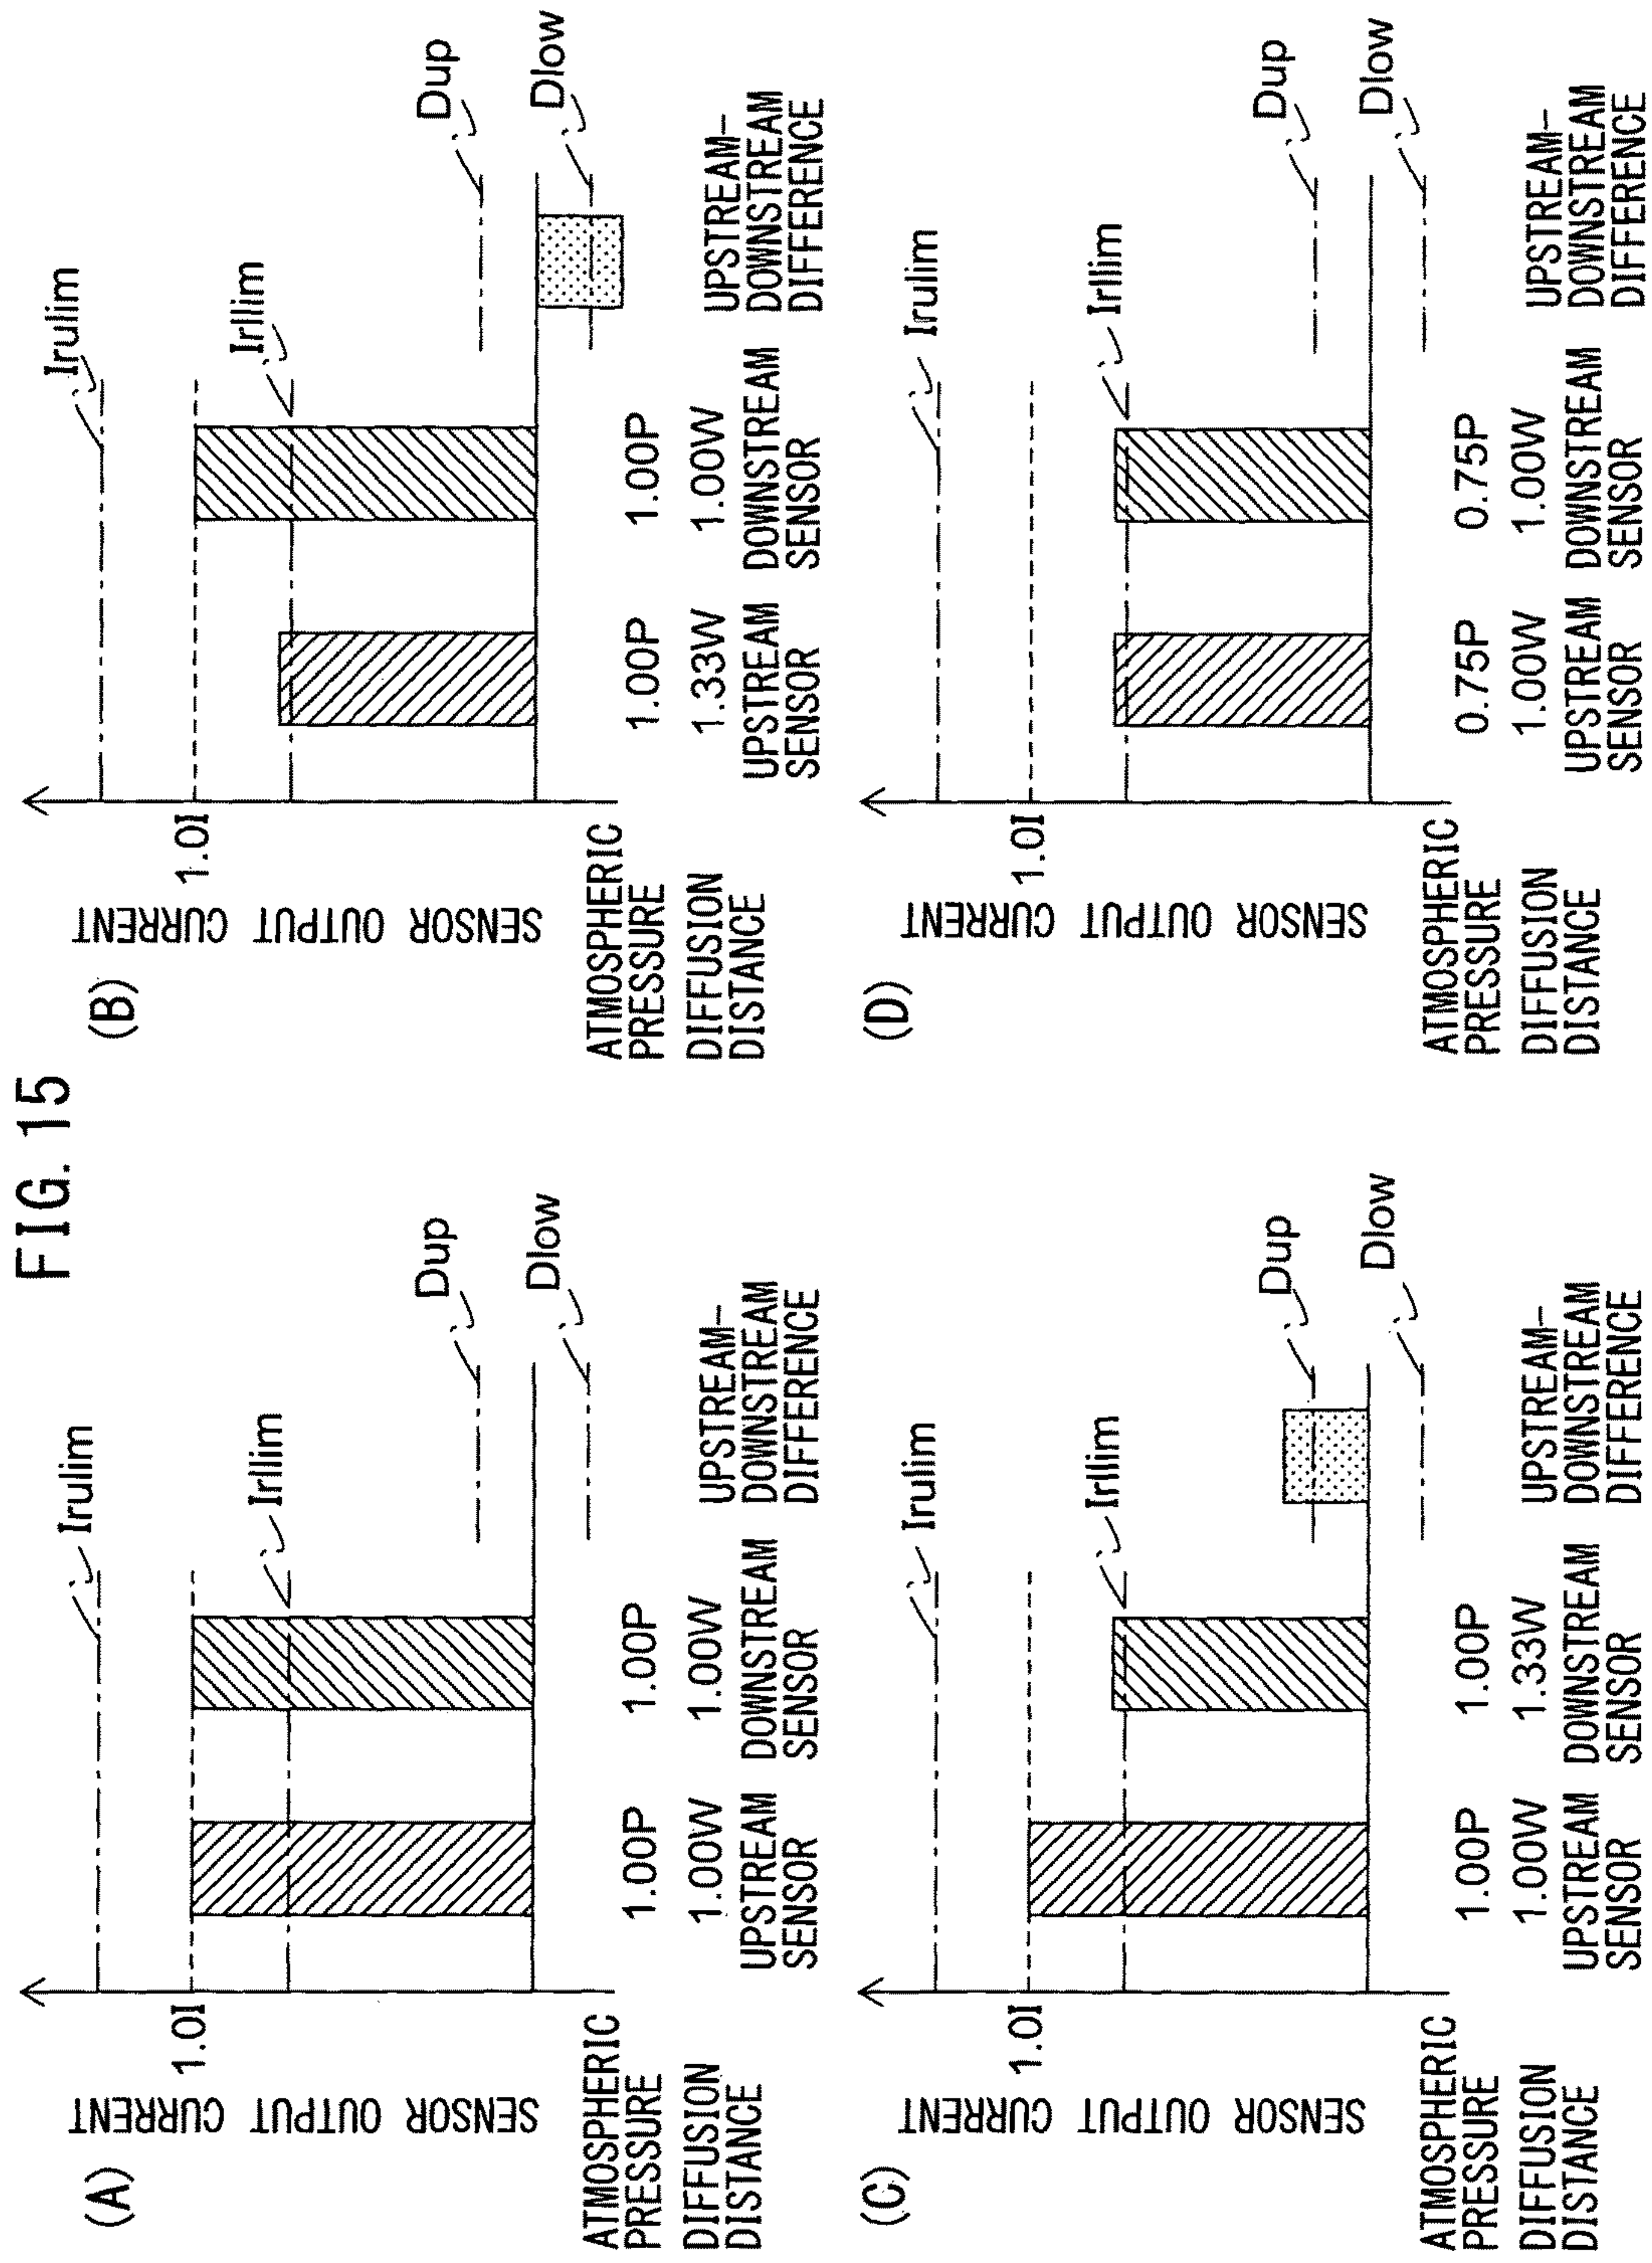 FIG. 15
(A)
SENSOR OUTPUT CURRENT
1.0I
Irulim
Irllim
Dup
Dlow
ATMOSPHERIC
PRESSURE
1.00P
1.00P
DIFFUSION
DISTANCE
1.00W
1.00W
UPSTREAM
SENSOR
DOWNSTREAM
SENSOR
UPSTREAM-
DOWNSTREAM
DIFFERENCE
(B)
SENSOR OUTPUT CURRENT
1.0I
Irulim
Irllim
Dup
Dlow
ATMOSPHERIC
PRESSURE
1.00P
1.00P
DIFFUSION
DISTANCE
1.33W
1.00W
UPSTREAM
SENSOR
DOWNSTREAM
SENSOR
UPSTREAM-
DOWNSTREAM
DIFFERENCE
(C)
SENSOR OUTPUT CURRENT
1.0I
Irulim
Irllim
Dup
Dlow
ATMOSPHERIC
PRESSURE
1.00P
1.00P
DIFFUSION
DISTANCE
1.00W
1.33W
UPSTREAM
SENSOR
DOWNSTREAM
SENSOR
UPSTREAM-
DOWNSTREAM
DIFFERENCE
(D)
SENSOR OUTPUT CURRENT
1.0I
Irulim
Irllim
Dup
Dlow
ATMOSPHERIC
PRESSURE
0.75P
0.75P
DIFFUSION
DISTANCE
1.00W
1.00W
UPSTREAM
SENSOR
DOWNSTREAM
SENSOR
UPSTREAM-
DOWNSTREAM
DIFFERENCE